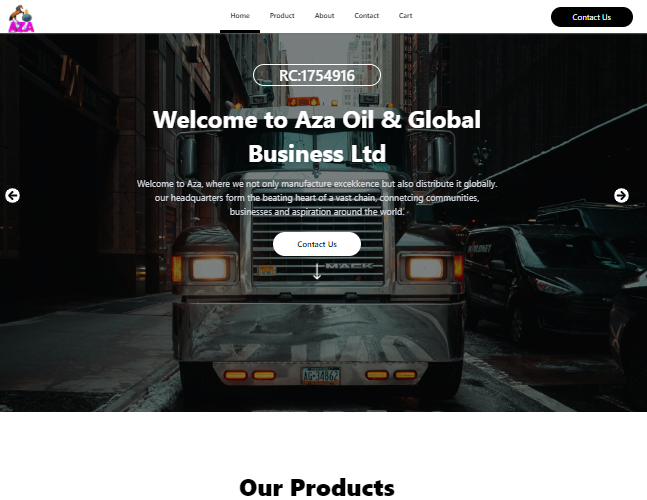 AZA
Home
Product
About
Contact
Cart
Contact Us
RC:1754916
Welcome to Aza Oil & Global
Business Ltd
Welcome to Aza, where we not only manufacture excekkence but also distribute it globally.
our headquarters form the beating heart of a vast chain, connetcing communities,
businesses and aspiration around the world.
Contact Us
MACK
Our Products